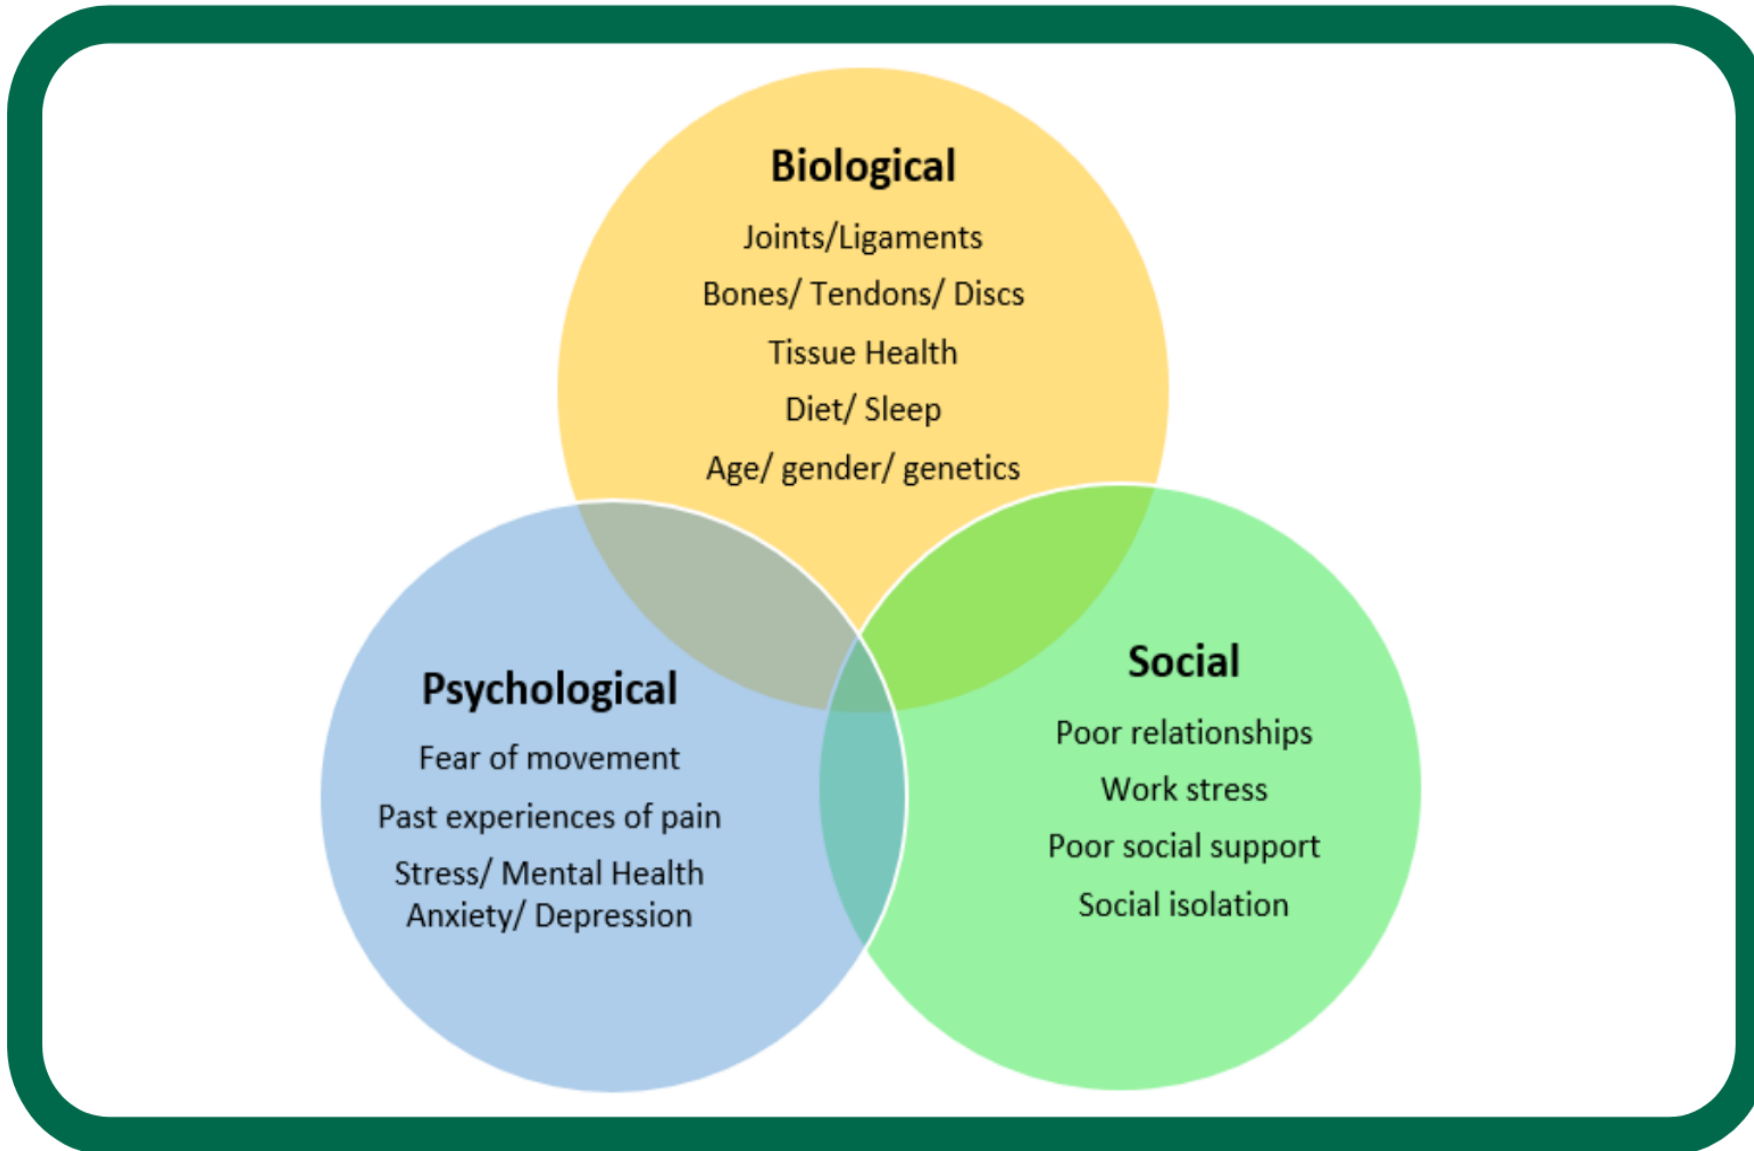 Biological
Joints/Ligaments
Bones/ Tendons/ Discs
Tissue Health
Diet/ Sleep
Age/ gender/ genetics
Psychological
Fear of movement
Past experiences of pain
Stress/ Mental Health
Anxiety/ Depression
Social
Poor relationships
Work stress
Poor social support
Social isolation